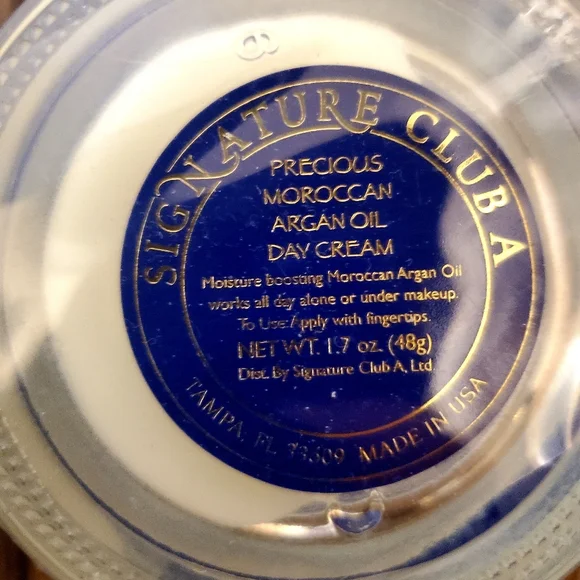 SIGNATURE CLUB A
PRECIOUS
MOROCCAN
ARGAN OIL
DAY CREAM
Moisture boosting Moroccan Argan Oil
works all day alone or under makeup.
To Use: Apply with fingertips.
NET WT. 1.7 oz. (48g)
Dist. By Signature Club A, Ltd.
TAMPA, FL 33309 MADE IN USA
8